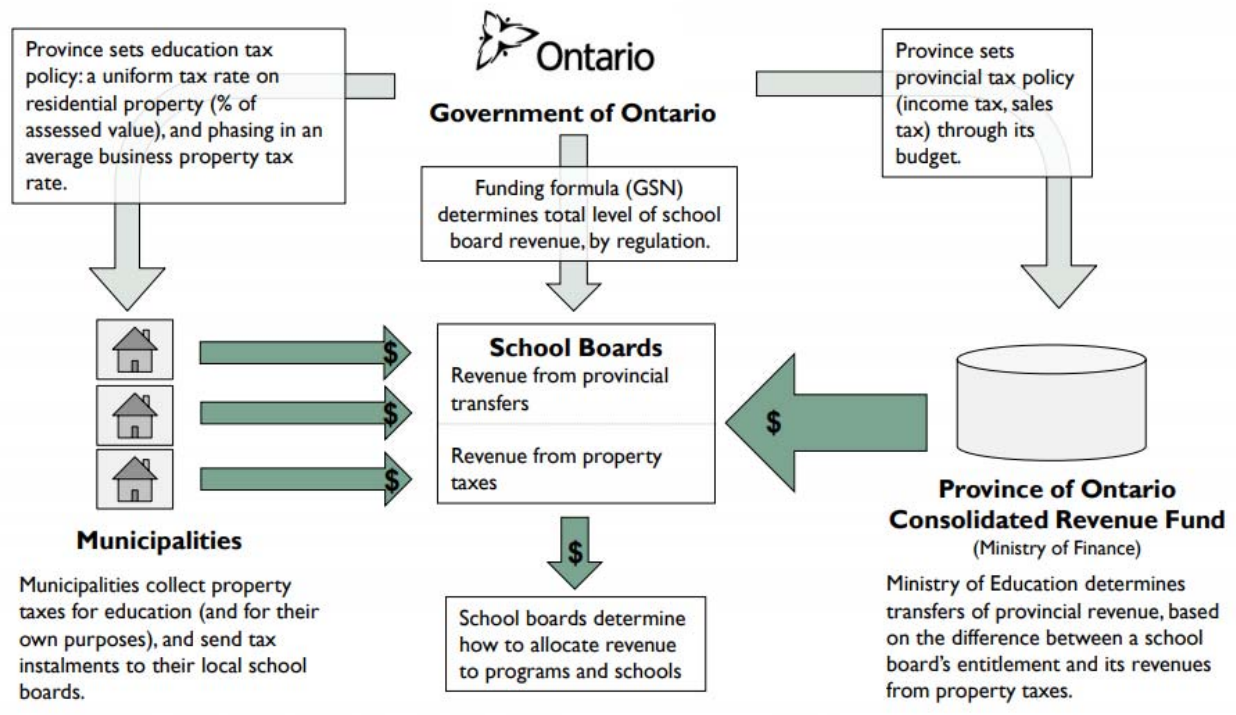 Province sets education tax
policy: a uniform tax rate on
residential property (% of
assessed value), and phasing in an
average business property tax
rate.
Ontario
Government of Ontario
Province sets
provincial tax policy
(income tax, sales
tax) through its
budget.
Funding formula (GSN)
determines total level of school
board revenue, by regulation.
$
$
$
Municipalities
Municipalities collect property
taxes for education (and for their
own purposes), and send tax
instalments to their local school
boards.
School Boards
Revenue from provincial
transfers
Revenue from property
taxes
$
School boards determine
how to allocate revenue
to programs and schools
$
Province of Ontario
Consolidated Revenue Fund
(Ministry of Finance)
Ministry of Education determines
transfers of provincial revenue, based
on the difference between a school
board's entitlement and its revenues
from property taxes.